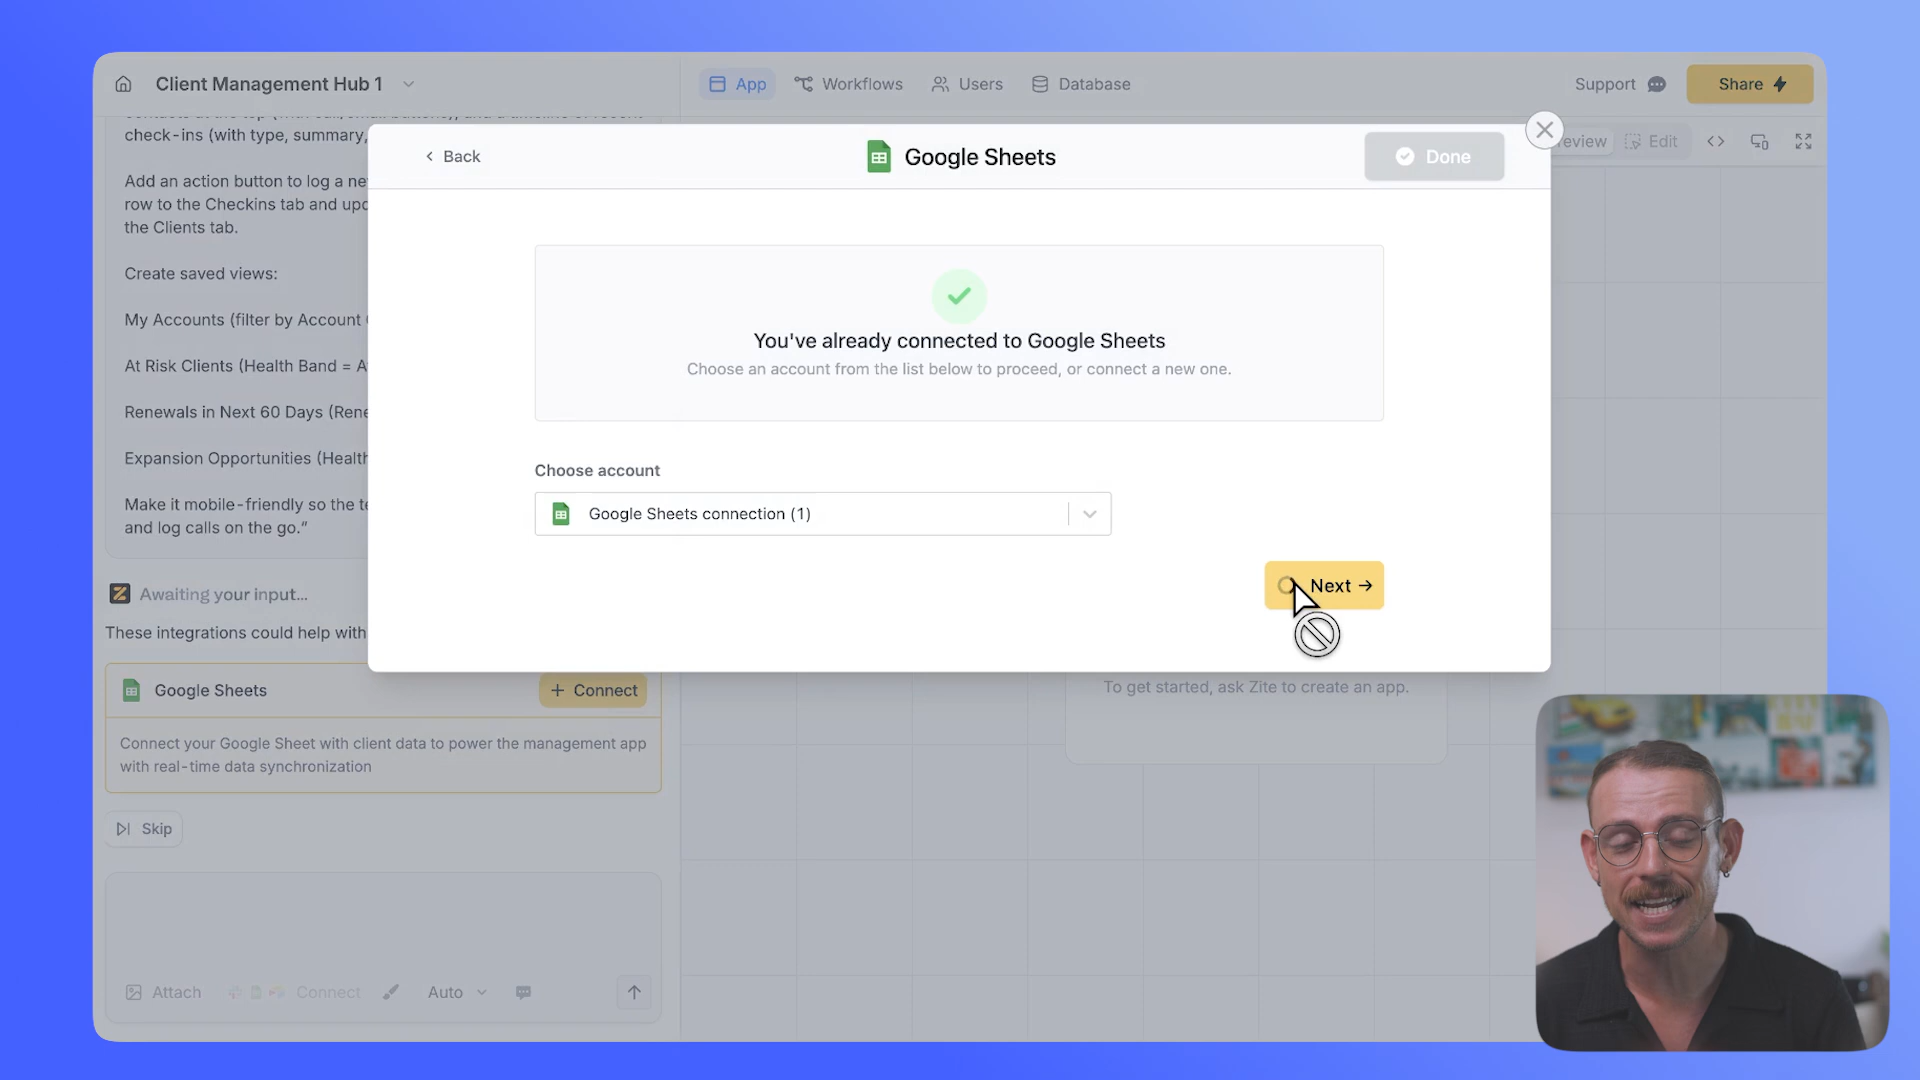 Client Management Hub 1
App
Workflows
Users
Database
Support
Share
check-ins (with type, summary,
Add an action button to log a ne
row to the Checkins tab and upd
the Clients tab.
Create saved views:
My Accounts (filter by Account
At Risk Clients (Health Band = A
Renewals in Next 60 Days (Rene
Expansion Opportunities (Health
Make it mobile-friendly so the te
and log calls on the go.”
Awaiting your input...
These integrations could help with
Google Sheets
+ Connect
Connect your Google Sheet with client data to power the management app
with real-time data synchronization
Skip
Attach
Connect
Auto
Back
Google Sheets
Done
review
Edit
You've already connected to Google Sheets
Choose an account from the list below to proceed, or connect a new one.
Choose account
Google Sheets connection (1)
Next →
To get started, ask Zite to create an app.